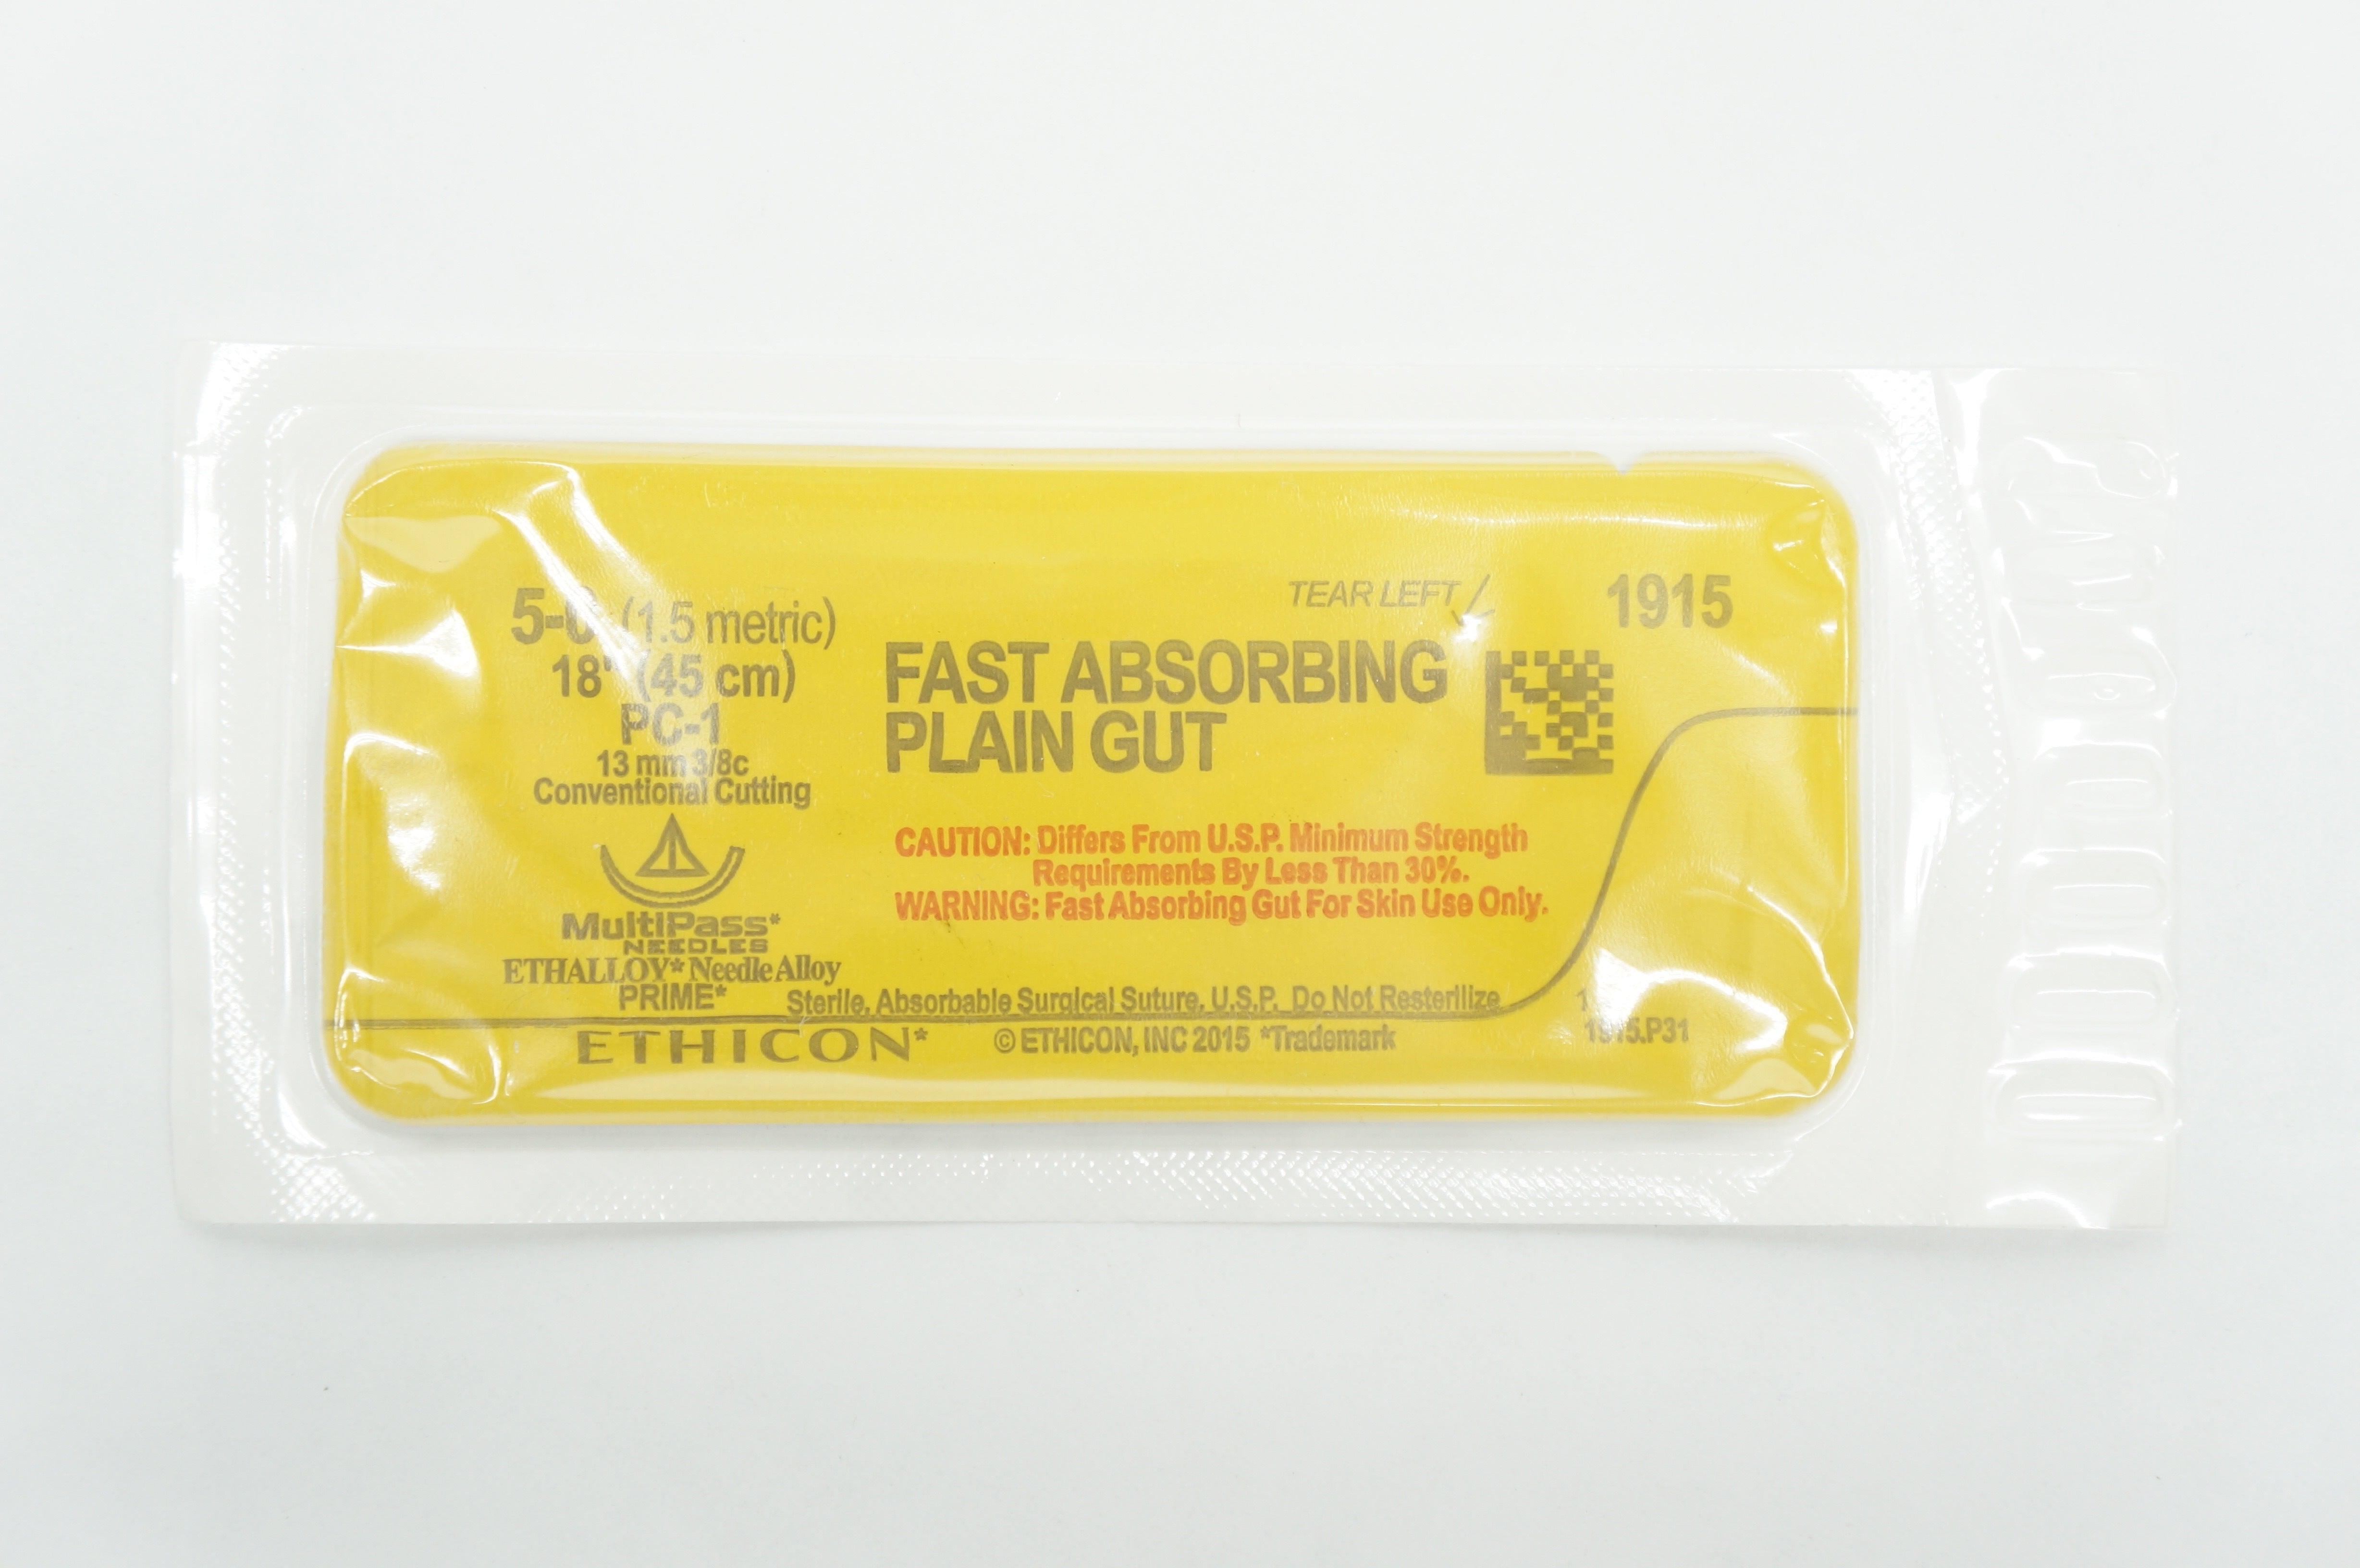 5-0 (1.5 metric)
18" (45 cm)
PC-1
13 mm 3/8c
Conventional Cutting
MultiPass*
NEEDLES
ETHALLOY* Needle Alloy
PRIME*
TEAR LEFT
1915
FAST ABSORBING
PLAIN GUT
CAUTION: Differs From U.S.P. Minimum Strength
Requirements By Less Than 30%.
WARNING: Fast Absorbing Gut For Skin Use Only.
Sterile, Absorbable Surgical Suture, U.S.P. Do Not Resterilize
ETHICON* © ETHICON, INC 2015 *Trademark
1915.P31